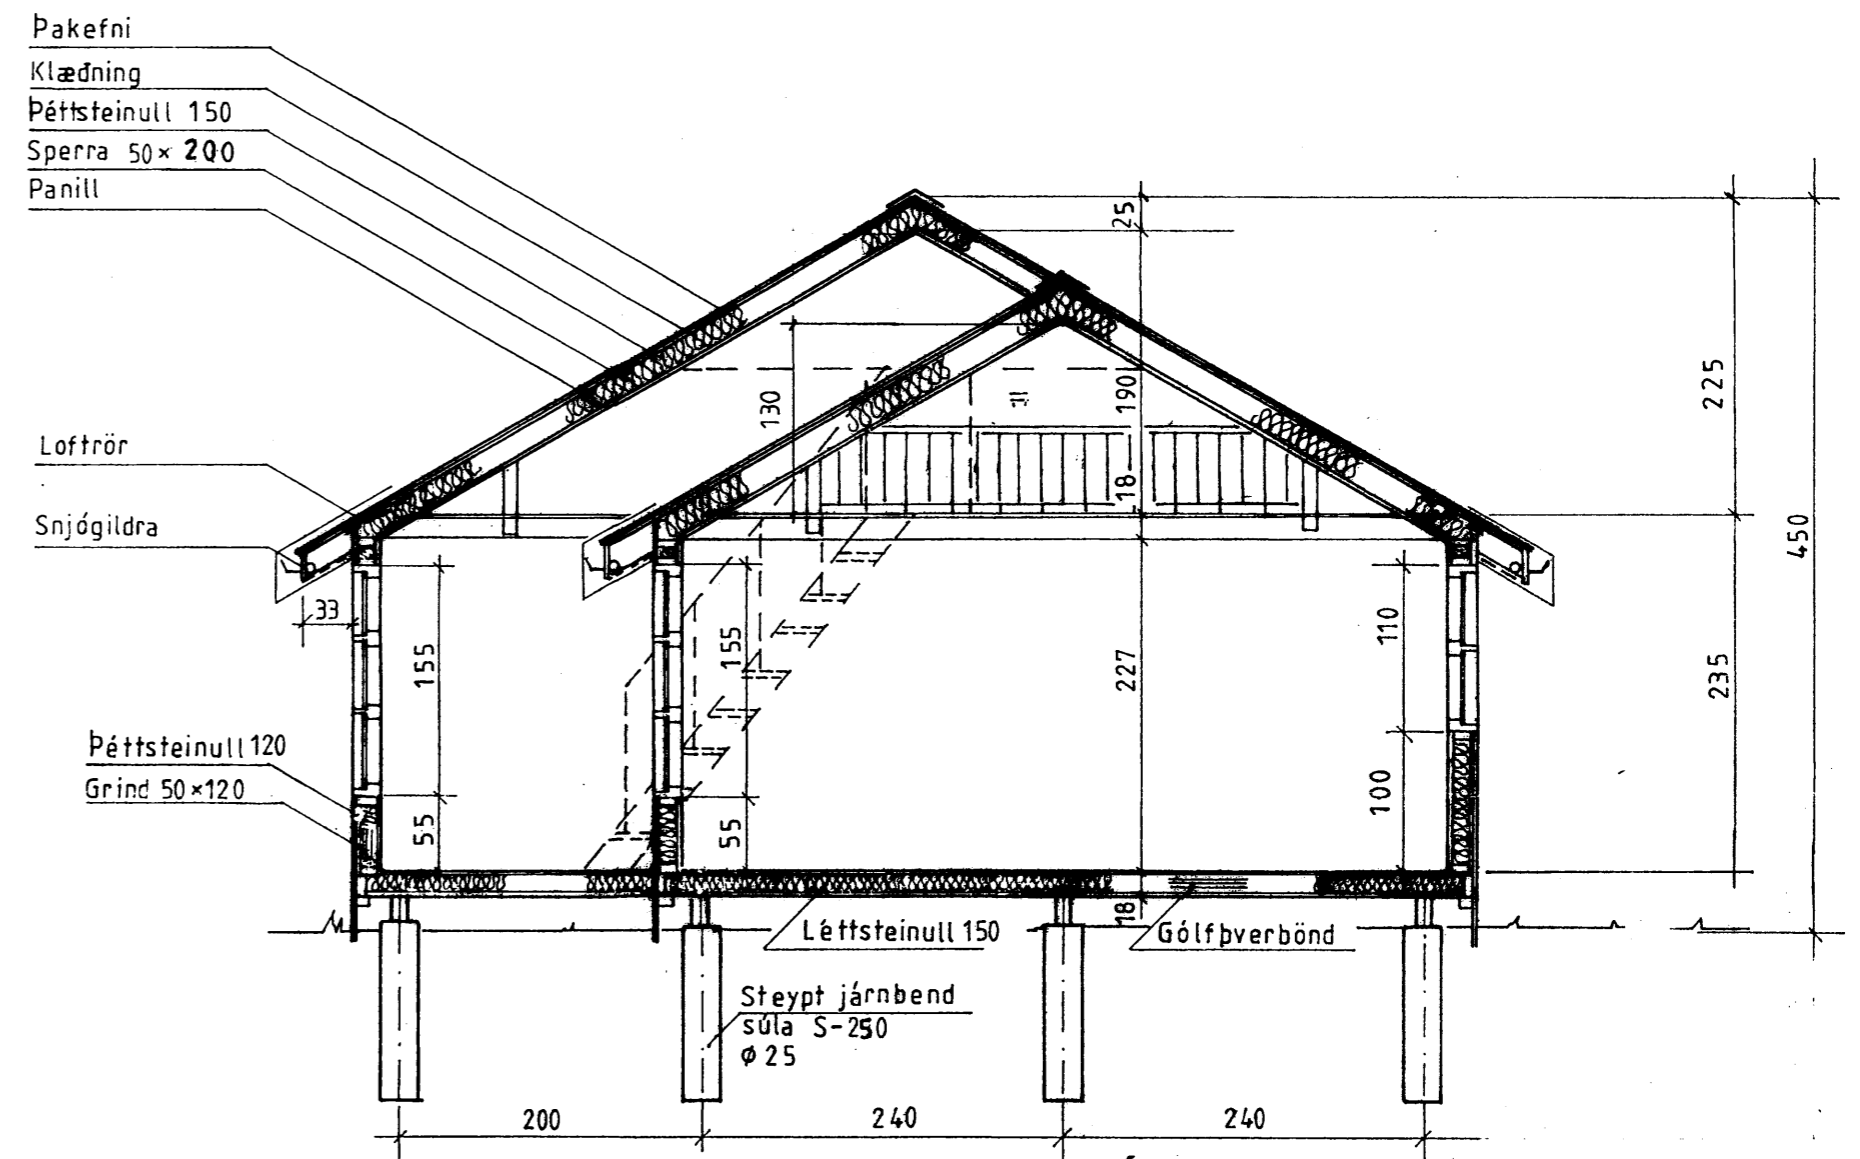 Þakefni
Klæðning
Þéttsteinull 150
Sperra 50× 200
Panill
Loftrör
Snjógildra
Þéttsteinull 120
Grind 50×120
25
130
190
18
225
450
33
155
155
227
110
235
55
55
100
18
Léttsteinull 150
Gólfþverbönd
Steypt járnbend
súla S-250
ϕ 25
200
240
240